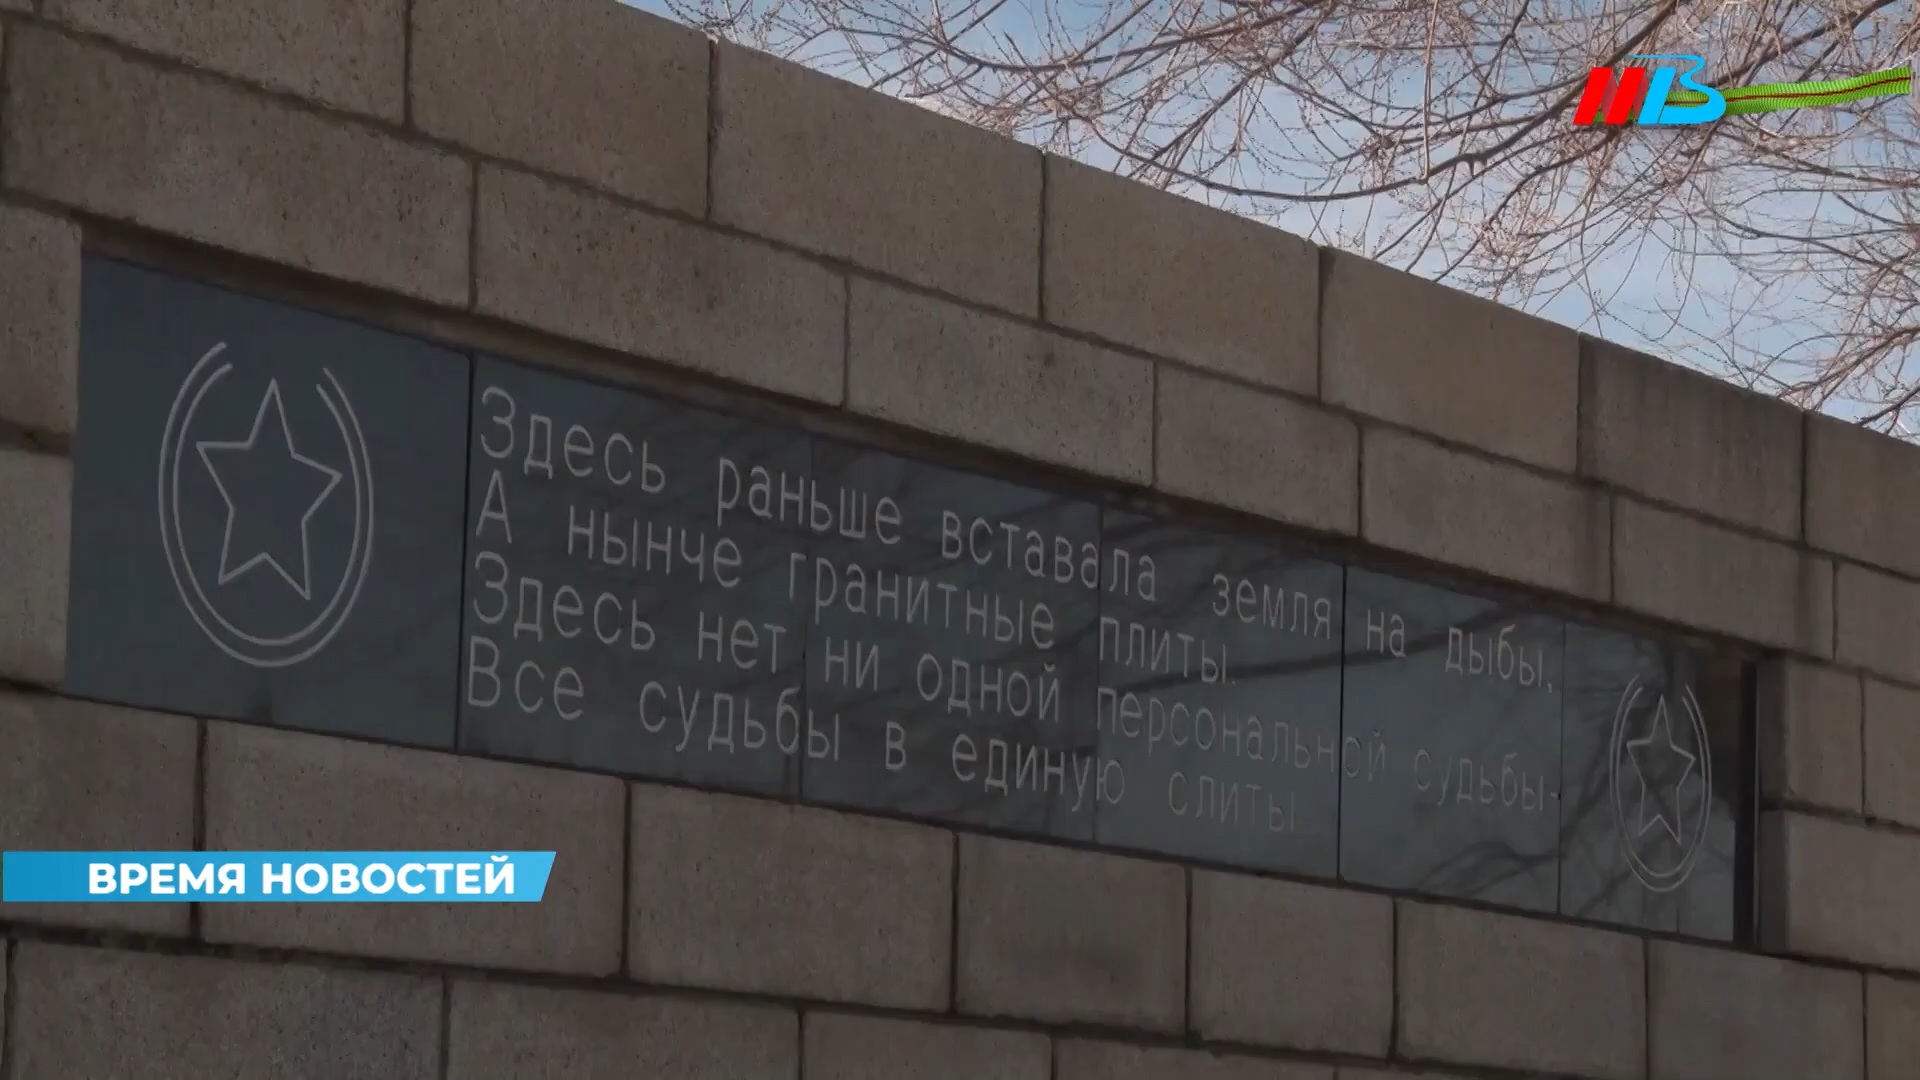 Здесь раньше вставала земля на дыбы,
А нынче гранитные плиты.
Здесь нет ни одной персональной судьбы-
Все судьбы в единую слиты
ВРЕМЯ НОВОСТЕЙ